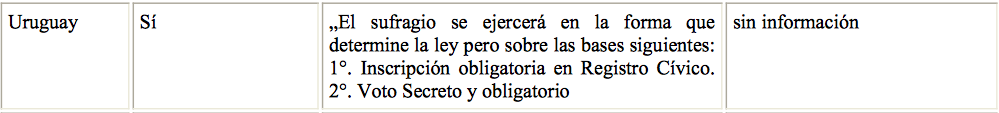 Uruguay
Sí
„El sufragio se ejercerá en la forma que
determine la ley pero sobre las bases siguientes:
1°. Inscripción obligatoria en Registro Cívico.
2°. Voto Secreto y obligatorio
sin información